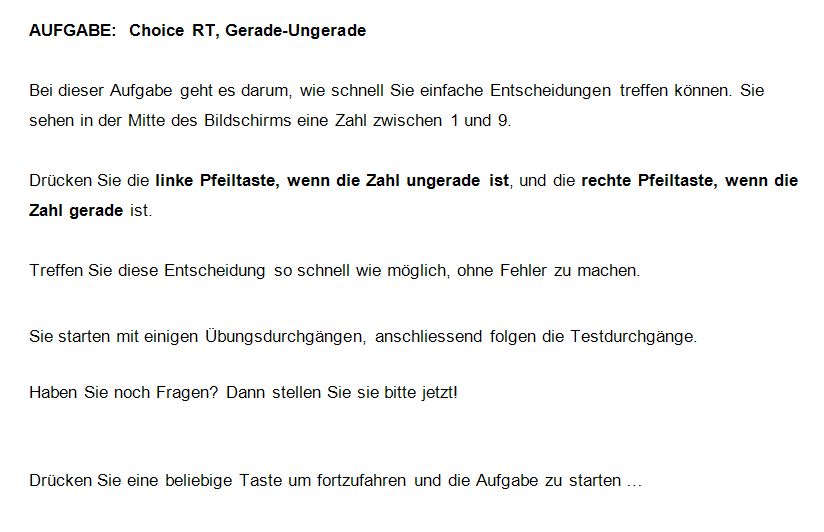 AUFGABE: Choice RT, Gerade-Ungerade
Bei dieser Aufgabe geht es darum, wie schnell Sie einfache Entscheidungen treffen können. Sie
sehen in der Mitte des Bildschirms eine Zahl zwischen 1 und 9.
Drücken Sie die linke Pfeiltaste, wenn die Zahl ungerade ist, und die rechte Pfeiltaste, wenn die
Zahl gerade ist.
Treffen Sie diese Entscheidung so schnell wie möglich, ohne Fehler zu machen.
Sie starten mit einigen Übungsdurchgängen, anschliessend folgen die Testdurchgänge.
Haben Sie noch Fragen? Dann stellen Sie sie bitte jetzt!
Drücken Sie eine beliebige Taste um fortzufahren und die Aufgabe zu starten …